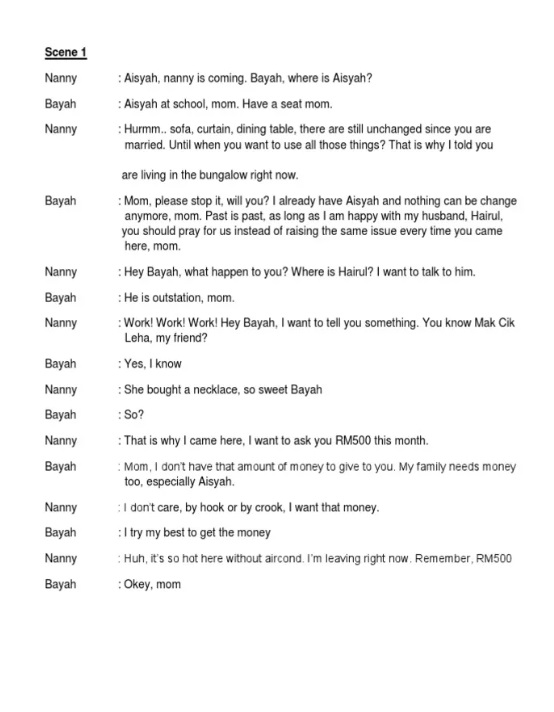 Scene 1
Nanny : Aisyah, nanny is coming. Bayah, where is Aisyah?
Bayah : Aisyah at school, mom. Have a seat mom.
Nanny : Hurmm.. sofa, curtain, dining table, there are still unchanged since you are
married. Until when you want to use all those things? That is why I told you
are living in the bungalow right now.
Bayah : Mom, please stop it, will you? I already have Aisyah and nothing can be change
anymore, mom. Past is past, as long as I am happy with my husband, Hairul,
you should pray for us instead of raising the same issue every time you came
here, mom.
Nanny : Hey Bayah, what happen to you? Where is Hairul? I want to talk to him.
Bayah : He is outstation, mom.
Nanny : Work! Work! Work! Hey Bayah, I want to tell you something. You know Mak Cik
Leha, my friend?
Bayah : Yes, I know
Nanny : She bought a necklace, so sweet Bayah
Bayah : So?
Nanny : That is why I came here, I want to ask you RM500 this month.
Bayah : Mom, I don't have that amount of money to give to you. My family needs money
too, especially Aisyah.
Nanny : I don't care, by hook or by crook, I want that money.
Bayah : I try my best to get the money
Nanny : Huh, it's so hot here without aircond. I'm leaving right now. Remember, RM500
Bayah : Okey, mom